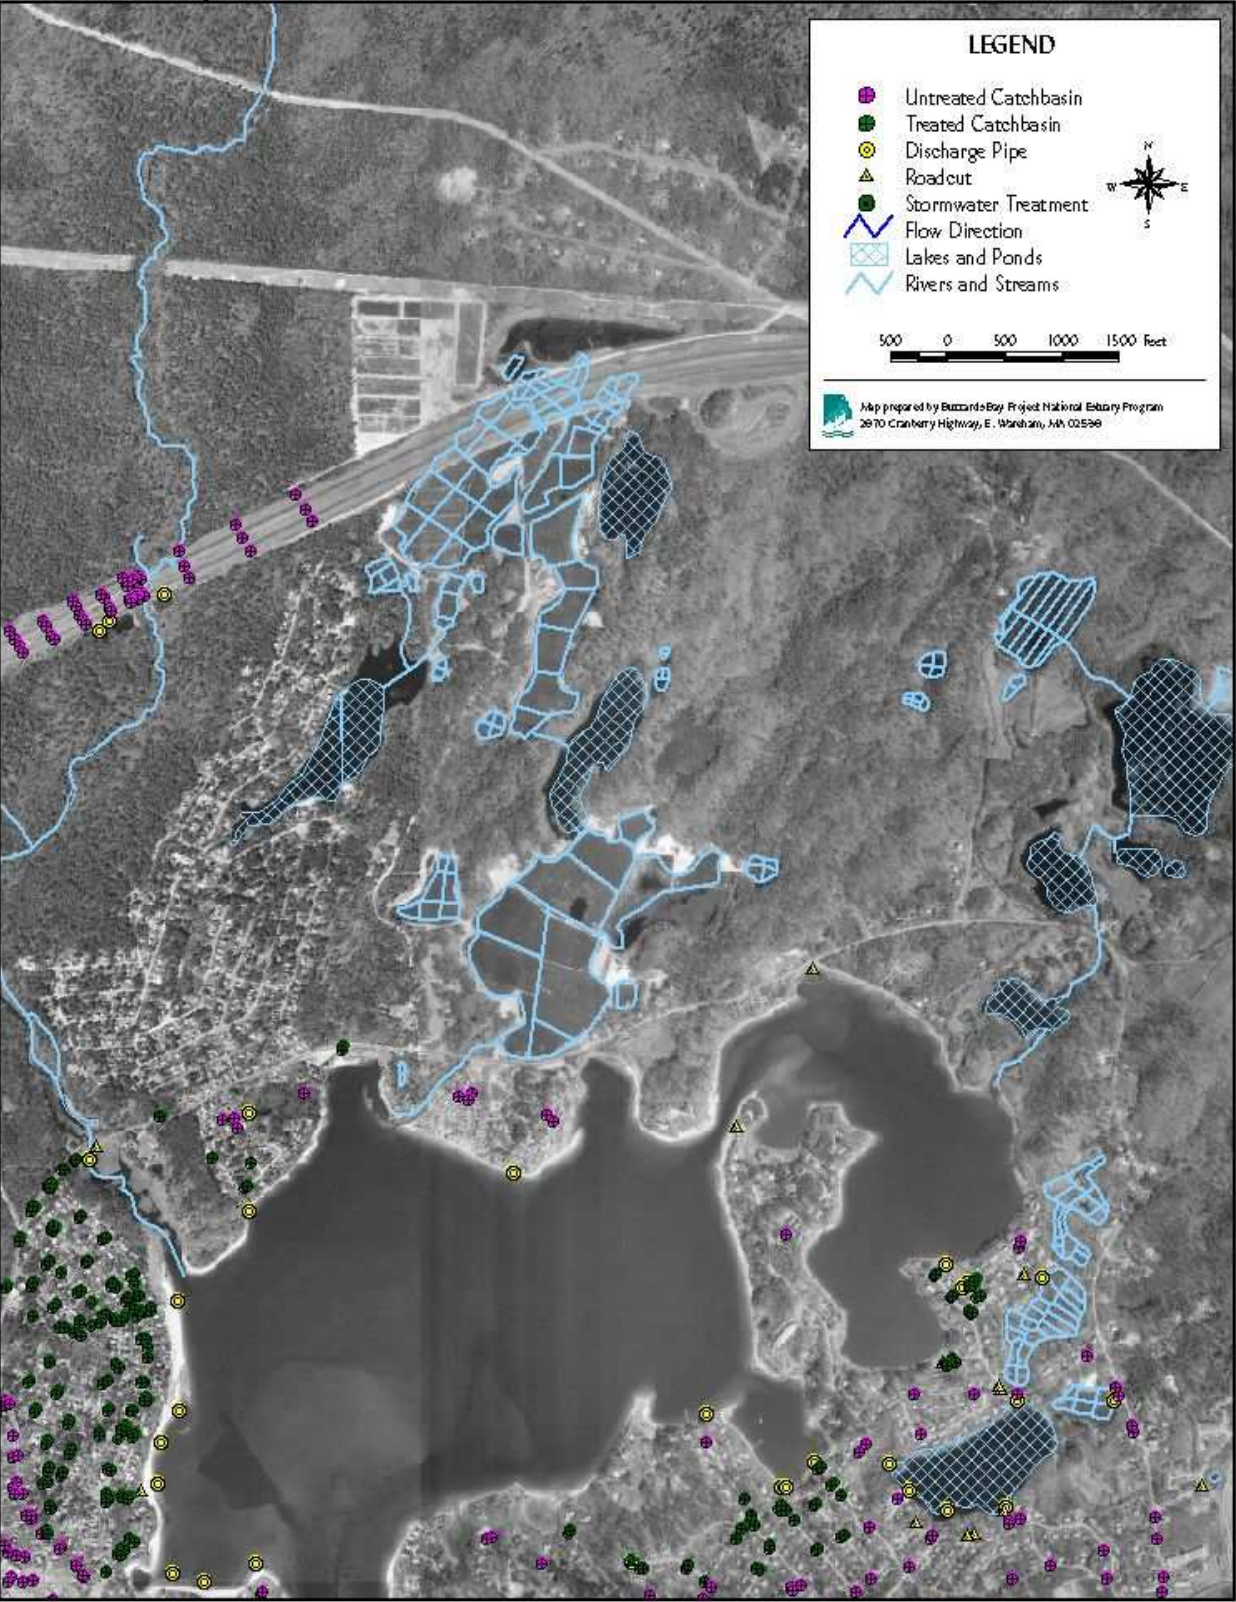 LEGEND
Untreated Catchbasin
Treated Catchbasin
Discharge Pipe
Roadcut
Stormwater Treatment
Flow Direction
Lakes and Ponds
Rivers and Streams
N
W E
S
500 0 500 1000 1500 Feet
Map prepared by Buzzards Bay Project National Estuary Program
2870 Cranberry Highway, E. Wareham, MA 02538